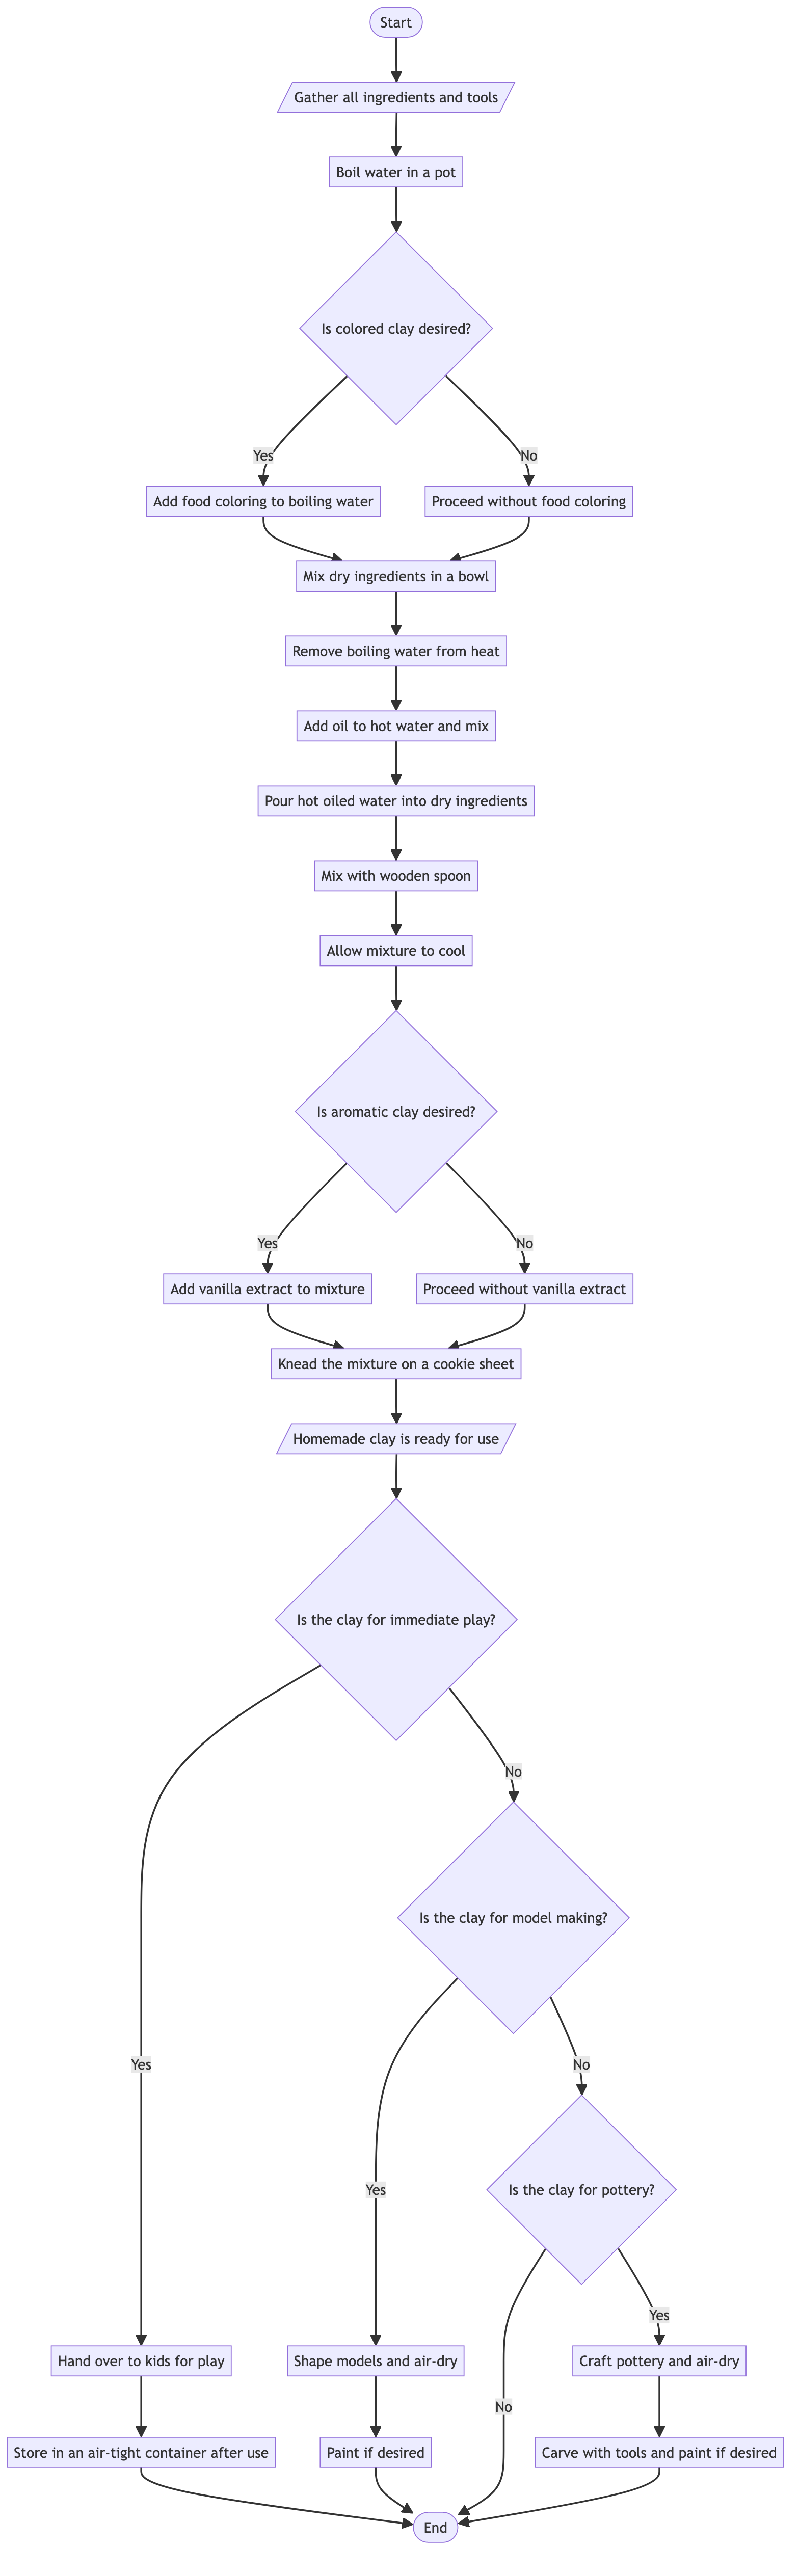 Start
Gather all ingredients and tools
Boil water in a pot
Is colored clay desired?
Yes
No
Add food coloring to boiling water
Proceed without food coloring
Mix dry ingredients in a bowl
Remove boiling water from heat
Add oil to hot water and mix
Pour hot oiled water into dry ingredients
Mix with wooden spoon
Allow mixture to cool
Is aromatic clay desired?
Yes
No
Add vanilla extract to mixture
Proceed without vanilla extract
Knead the mixture on a cookie sheet
Homemade clay is ready for use
Is the clay for immediate play?
No
Is the clay for model making?
Yes
No
Yes
Is the clay for pottery?
Yes
Hand over to kids for play
Shape models and air-dry
Craft pottery and air-dry
No
Store in an air-tight container after use
Paint if desired
Carve with tools and paint if desired
End